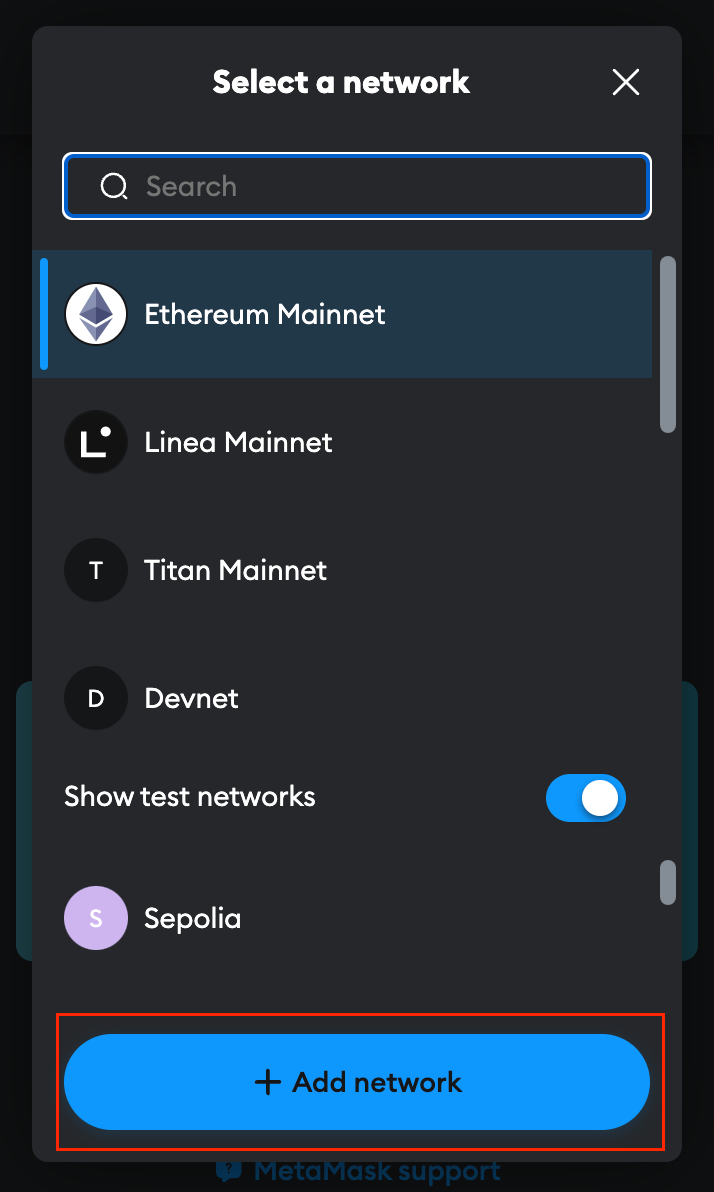 Select a network
Search
Ethereum Mainnet
Linea Mainnet
T Titan Mainnet
D Devnet
Show test networks
S Sepolia
+ Add network
? MetaMask support